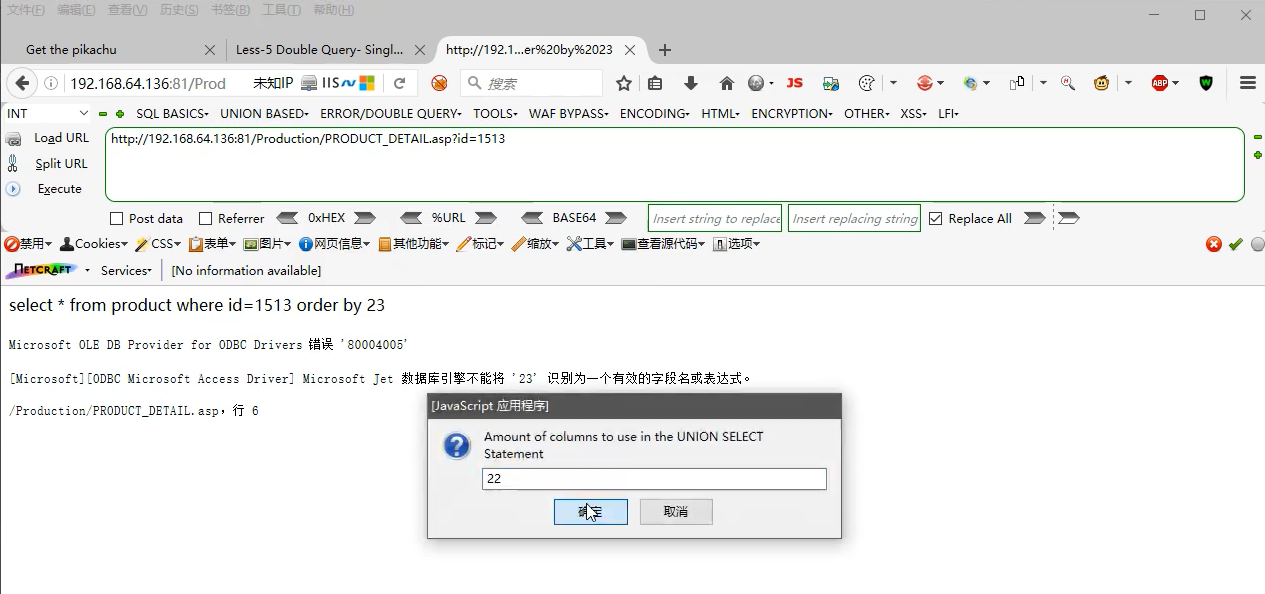 文件(F) 编辑(E) 查看(V) 历史(S) 书签(B) 工具(T) 帮助(H)
Get the pikachu
Less-5 Double Query- Singl...
http://192.1...er%20by%2023
192.168.64.136:81/Prod 未知IP IIS 搜索 JS ABP
INT SQL BASICS UNION BASED ERROR/DOUBLE QUERY TOOLS WAF BYPASS ENCODING HTML ENCRYPTION OTHER XSS LFI
Load URL
http://192.168.64.136:81/Production/PRODUCT_DETAIL.asp?id=1513
Split URL
Execute
Post data Referrer 0xHEX %URL BASE64 Insert string to replace Insert replacing string Replace All
禁用 Cookies CSS 表单 图片 网页信息 其他功能 标记 缩放 工具 查看源代码 选项
NETCRAFT Services [No information available]
select * from product where id=1513 order by 23
Microsoft OLE DB Provider for ODBC Drivers 错误 '80004005'
[Microsoft][ODBC Microsoft Access Driver] Microsoft Jet 数据库引擎不能将 '23' 识别为一个有效的字段名或表达式。
/Production/PRODUCT_DETAIL.asp，行 6
[JavaScript 应用程序]
Amount of columns to use in the UNION SELECT
Statement
22
确定 取消